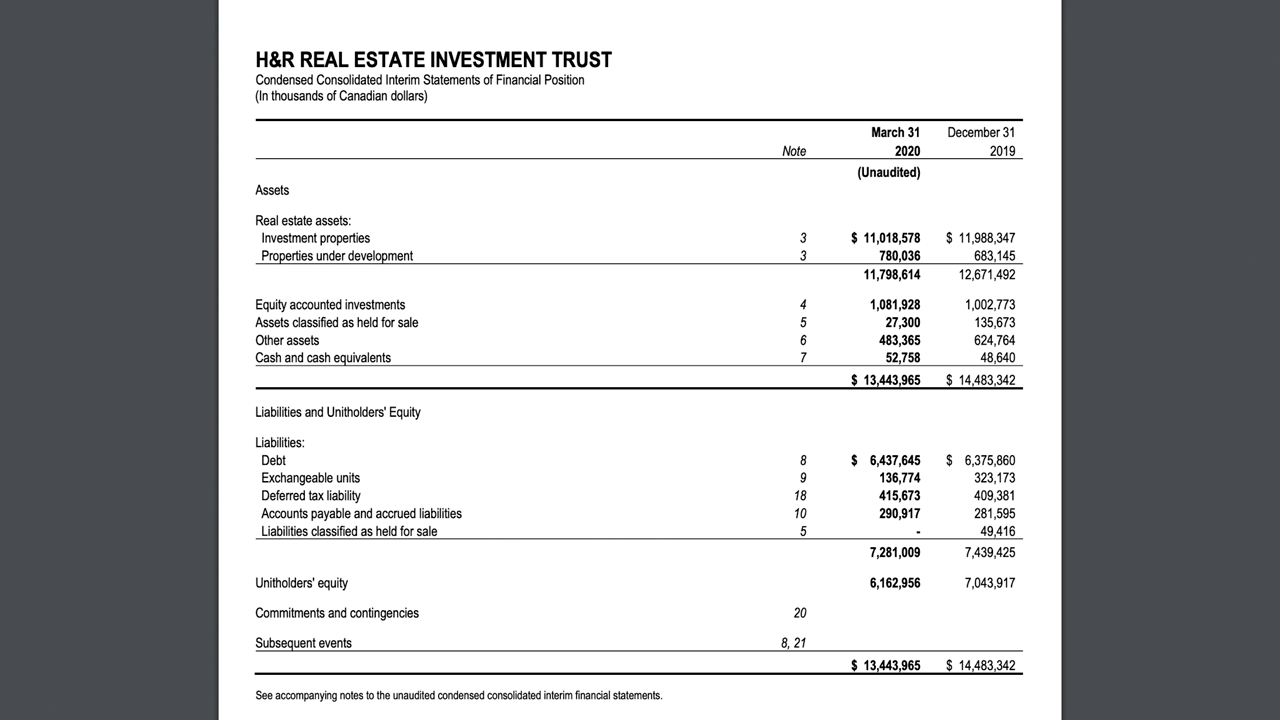 H&R REAL ESTATE INVESTMENT TRUST
Condensed Consolidated Interim Statements of Financial Position
(In thousands of Canadian dollars)
March 31 December 31
Note 2020 2019
(Unaudited)
Assets
Real estate assets:
Investment properties 3 $ 11,018,578 $ 11,988,347
Properties under development 3 780,036 683,145
11,798,614 12,671,492
Equity accounted investments 4 1,081,928 1,002,773
Assets classified as held for sale 5 27,300 135,673
Other assets 6 483,365 624,764
Cash and cash equivalents 7 52,758 48,640
$ 13,443,965 $ 14,483,342
Liabilities and Unitholders' Equity
Liabilities:
Debt 8 $ 6,437,645 $ 6,375,860
Exchangeable units 9 136,774 323,173
Deferred tax liability 18 415,673 409,381
Accounts payable and accrued liabilities 10 290,917 281,595
Liabilities classified as held for sale 5 - 49,416
7,281,009 7,439,425
Unitholders' equity 6,162,956 7,043,917
Commitments and contingencies 20
Subsequent events 8, 21
$ 13,443,965 $ 14,483,342
See accompanying notes to the unaudited condensed consolidated interim financial statements.